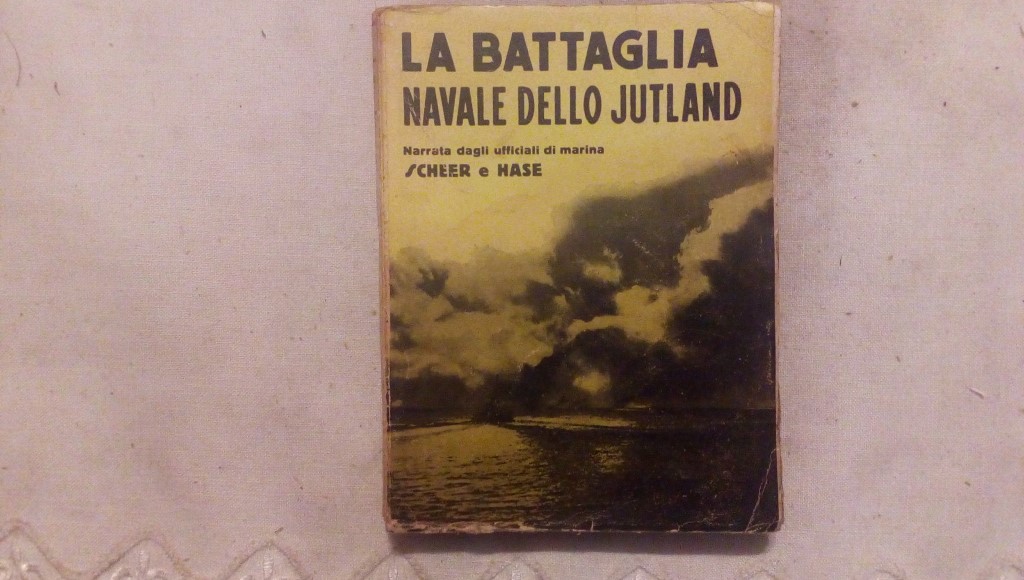 LA BATTAGLIA
NAVALE DELLO JUTLAND
Narrata dagli ufficiali di marina
SCHEER e HASE